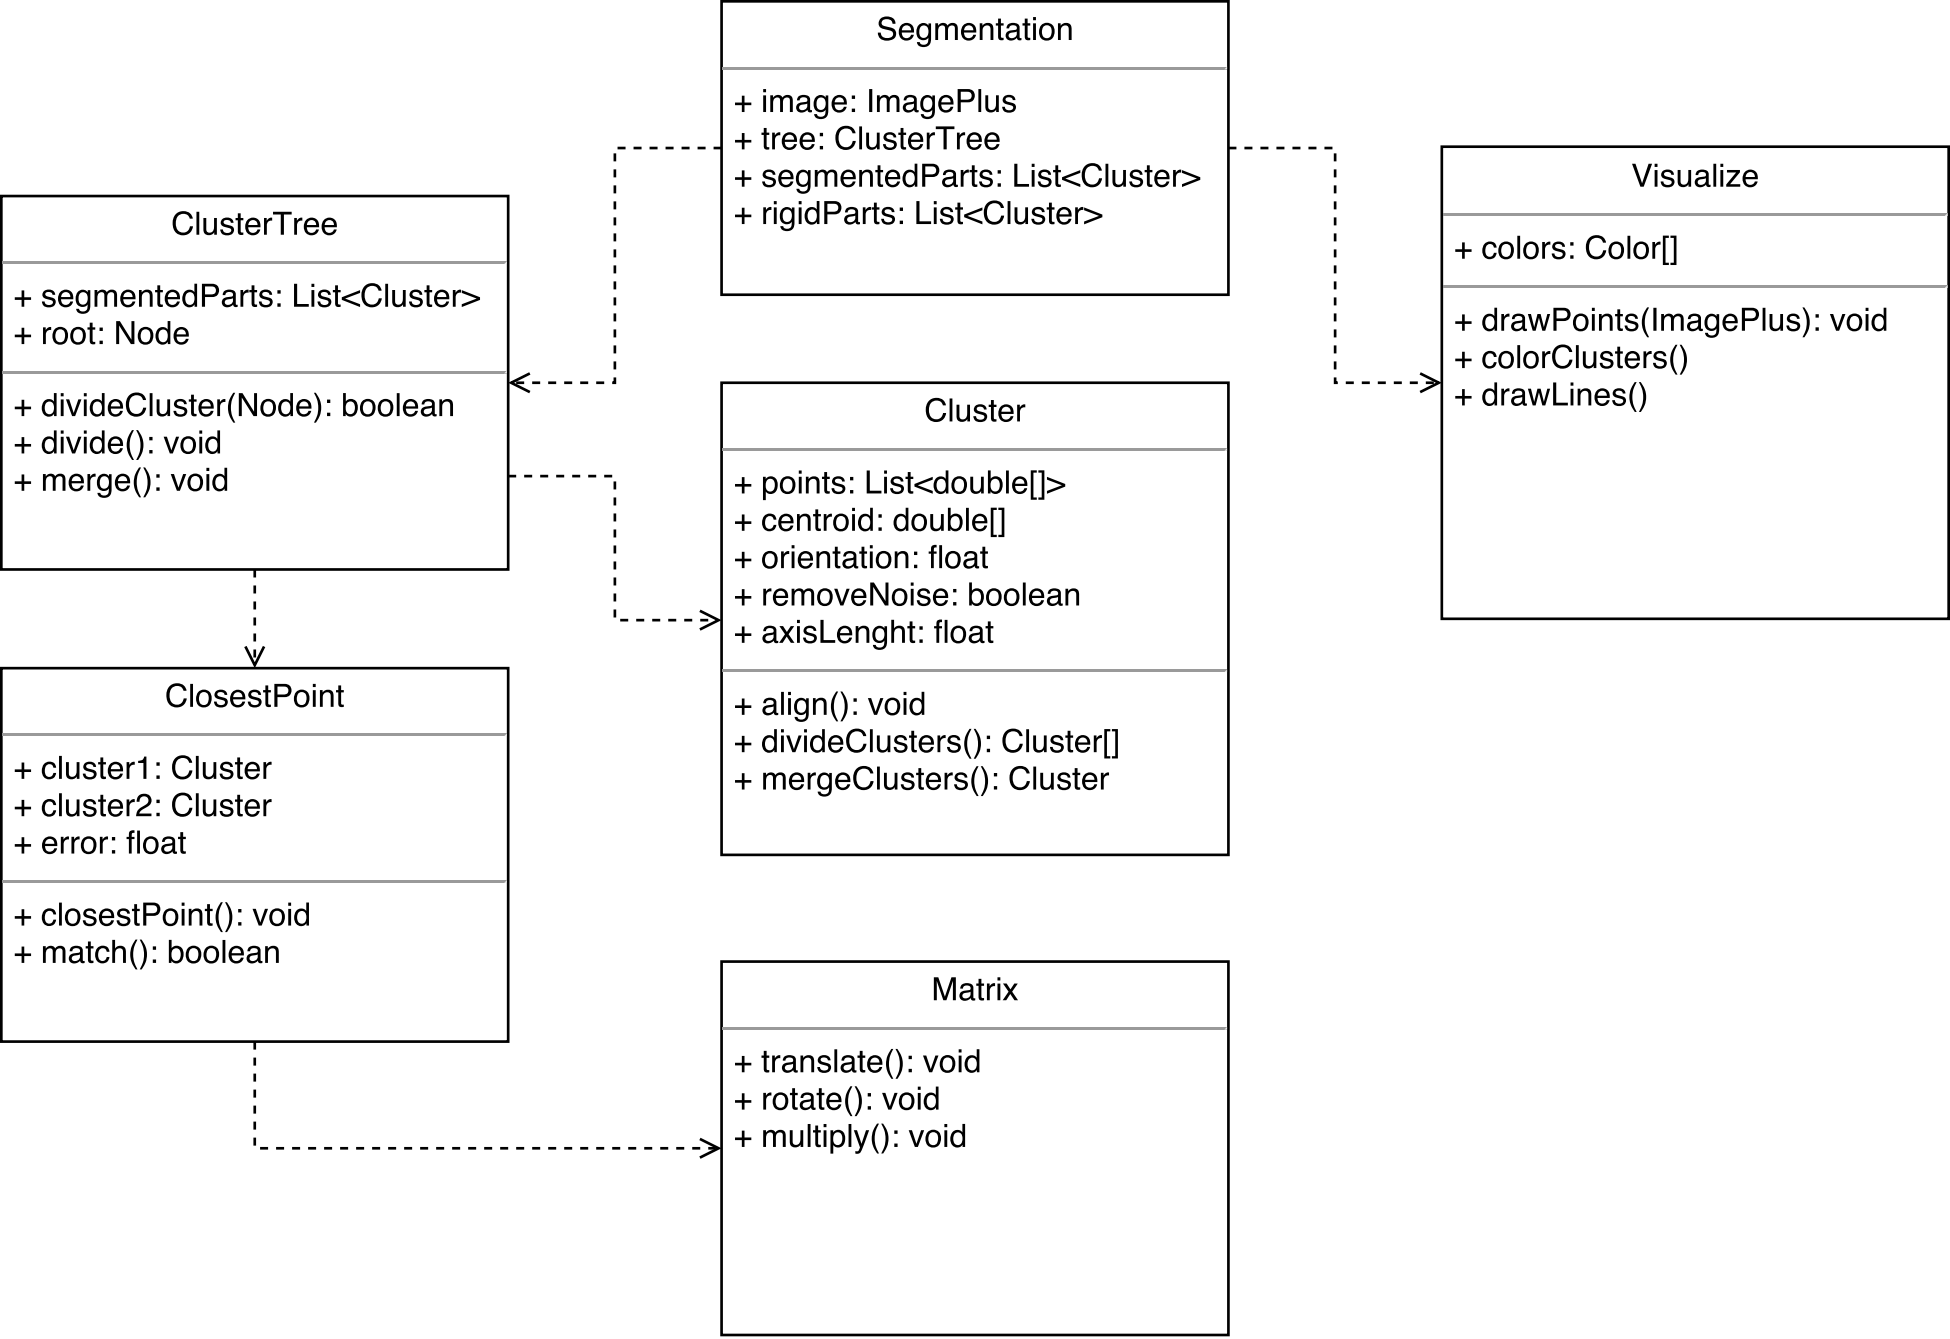 Segmentation
+ image: ImagePlus
+ tree: ClusterTree
+ segmentedParts: List<Cluster>
+ rigidParts: List<Cluster>
ClusterTree
+ segmentedParts: List<Cluster>
+ root: Node
+ divideCluster(Node): boolean
+ divide(): void
+ merge(): void
Visualize
+ colors: Color[]
+ drawPoints(ImagePlus): void
+ colorClusters()
+ drawLines()
Cluster
+ points: List<double[]>
+ centroid: double[]
+ orientation: float
+ removeNoise: boolean
+ axisLenght: float
+ align(): void
+ divideClusters(): Cluster[]
+ mergeClusters(): Cluster
ClosestPoint
+ cluster1: Cluster
+ cluster2: Cluster
+ error: float
+ closestPoint(): void
+ match(): boolean
Matrix
+ translate(): void
+ rotate(): void
+ multiply(): void